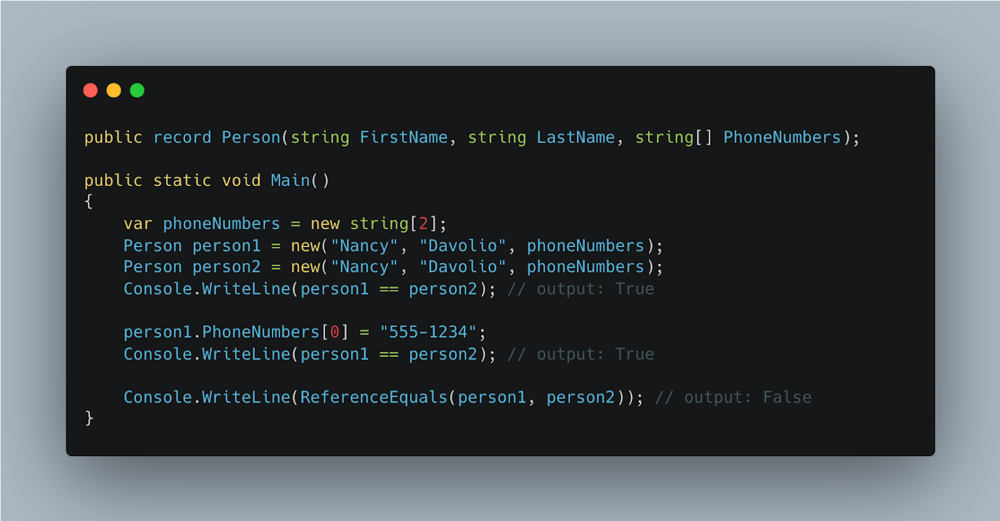 public record Person(string FirstName, string LastName, string[] PhoneNumbers);
public static void Main()
{
    var phoneNumbers = new string[2];
    Person person1 = new("Nancy", "Davolio", phoneNumbers);
    Person person2 = new("Nancy", "Davolio", phoneNumbers);
    Console.WriteLine(person1 == person2); // output: True
    person1.PhoneNumbers[0] = "555-1234";
    Console.WriteLine(person1 == person2); // output: True
    Console.WriteLine(ReferenceEquals(person1, person2)); // output: False
}